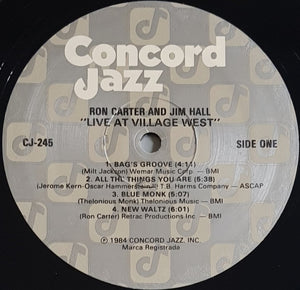 Concord
Jazz
RON CARTER AND JIM HALL
"LIVE AT VILLAGE WEST"
CJ-245
SIDE ONE
1. BAG'S GROOVE (4:14)
(Milt Jackson) Wemar Music Corp. — BMI
2. ALL THE THINGS YOU ARE (5:38)
(Jerome Kern-Oscar Hammerstein II) T.B. Harms Company — ASCAP
3. BLUE MONK (5:07)
(Thelonious Monk) Thelonious Music — BMI
4. NEW WALTZ (6:01)
(Ron Carter) Retrac Productions Inc. — BMI
℗ 1984 CONCORD JAZZ, INC.
Marca Registrada